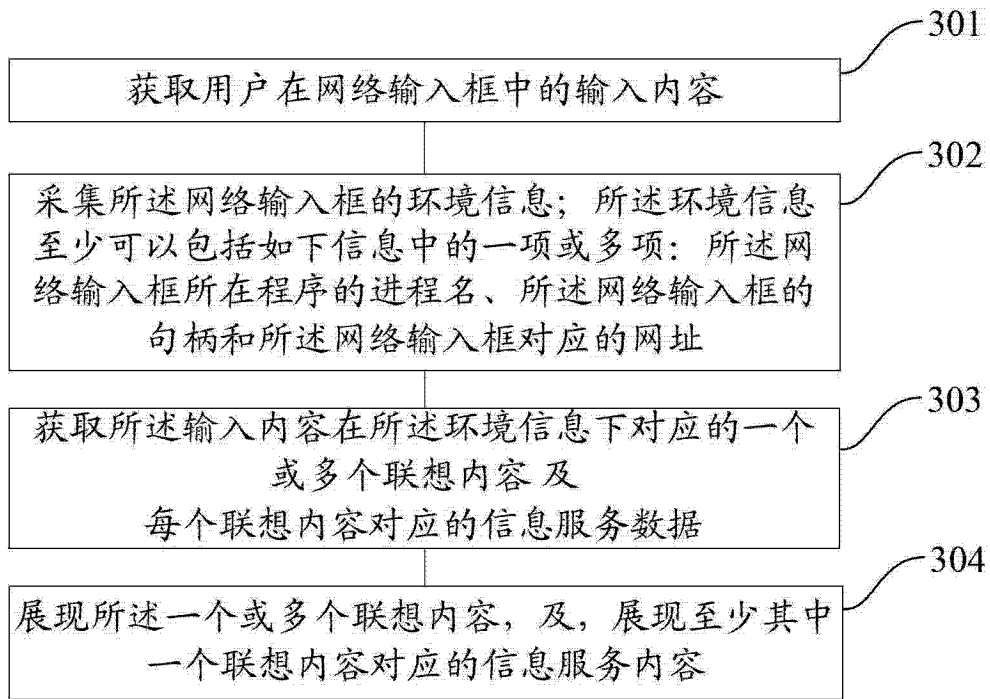 301
获取用户在网络输入框中的输入内容
302
采集所述网络输入框的环境信息；所述环境信息
至少可以包括如下信息中的一项或多项：所述网
络输入框所在程序的进程名、所述网络输入框的
句柄和所述网络输入框对应的网址
303
获取所述输入内容在所述环境信息下对应的一个
或多个联想内容 及
每个联想内容对应的信息服务数据
304
展现所述一个或多个联想内容，及，展现至少其中
一个联想内容对应的信息服务内容